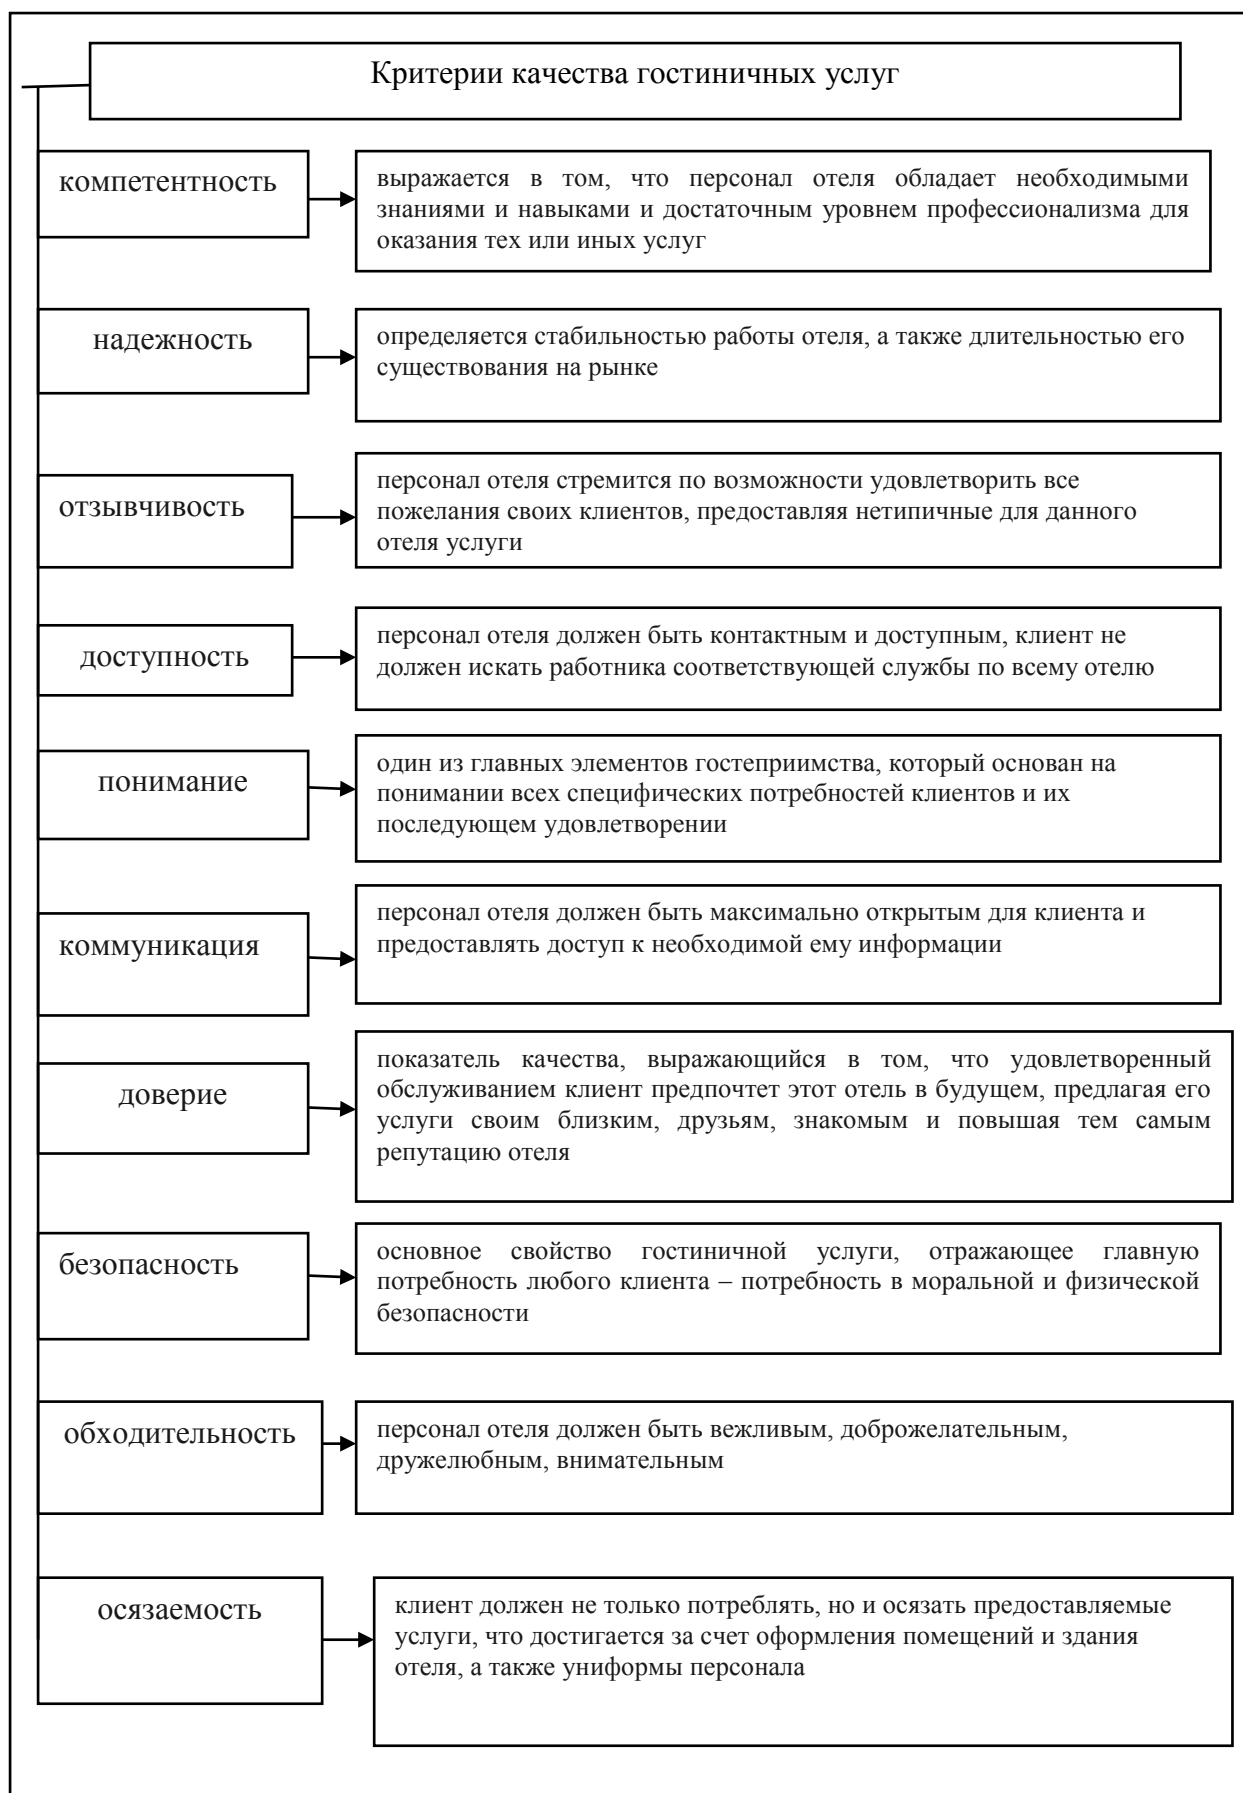 Критерии качества гостиничных услуг
компетентность
выражается в том, что персонал отеля обладает необходимыми
знаниями и навыками и достаточным уровнем профессионализма для
оказания тех или иных услуг
надежность
определяется стабильностью работы отеля, а также длительностью его
существования на рынке
отзывчивость
персонал отеля стремится по возможности удовлетворить все
пожелания своих клиентов, предоставляя нетипичные для данного
отеля услуги
доступность
персонал отеля должен быть контактным и доступным, клиент не
должен искать работника соответствующей службы по всему отелю
понимание
один из главных элементов гостеприимства, который основан на
понимании всех специфических потребностей клиентов и их
последующем удовлетворении
коммуникация
персонал отеля должен быть максимально открытым для клиента и
предоставлять доступ к необходимой ему информации
доверие
показатель качества, выражающийся в том, что удовлетворенный
обслуживанием клиент предпочтет этот отель в будущем, предлагая его
услуги своим близким, друзьям, знакомым и повышая тем самым
репутацию отеля
безопасность
основное свойство гостиничной услуги, отражающее главную
потребность любого клиента – потребность в моральной и физической
безопасности
обходительность
персонал отеля должен быть вежливым, доброжелательным,
дружелюбным, внимательным
осязаемость
клиент должен не только потреблять, но и осязать предоставляемые
услуги, что достигается за счет оформления помещений и здания
отеля, а также униформы персонала